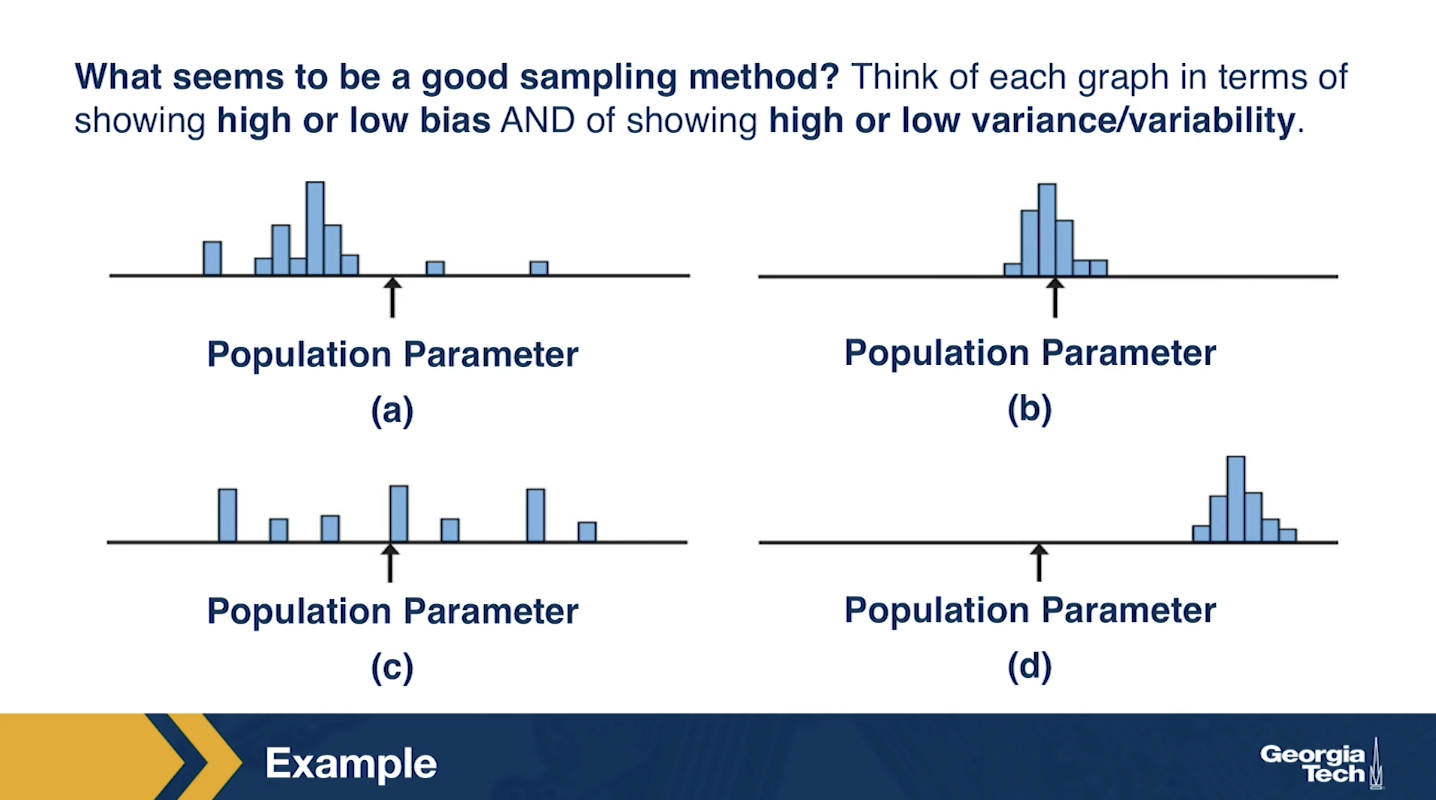 What seems to be a good sampling method? Think of each graph in terms of
showing high or low bias AND of showing high or low variance/variability.
Population Parameter
(a)
Population Parameter
(b)
Population Parameter
(c)
Population Parameter
(d)
Example
Georgia
Tech